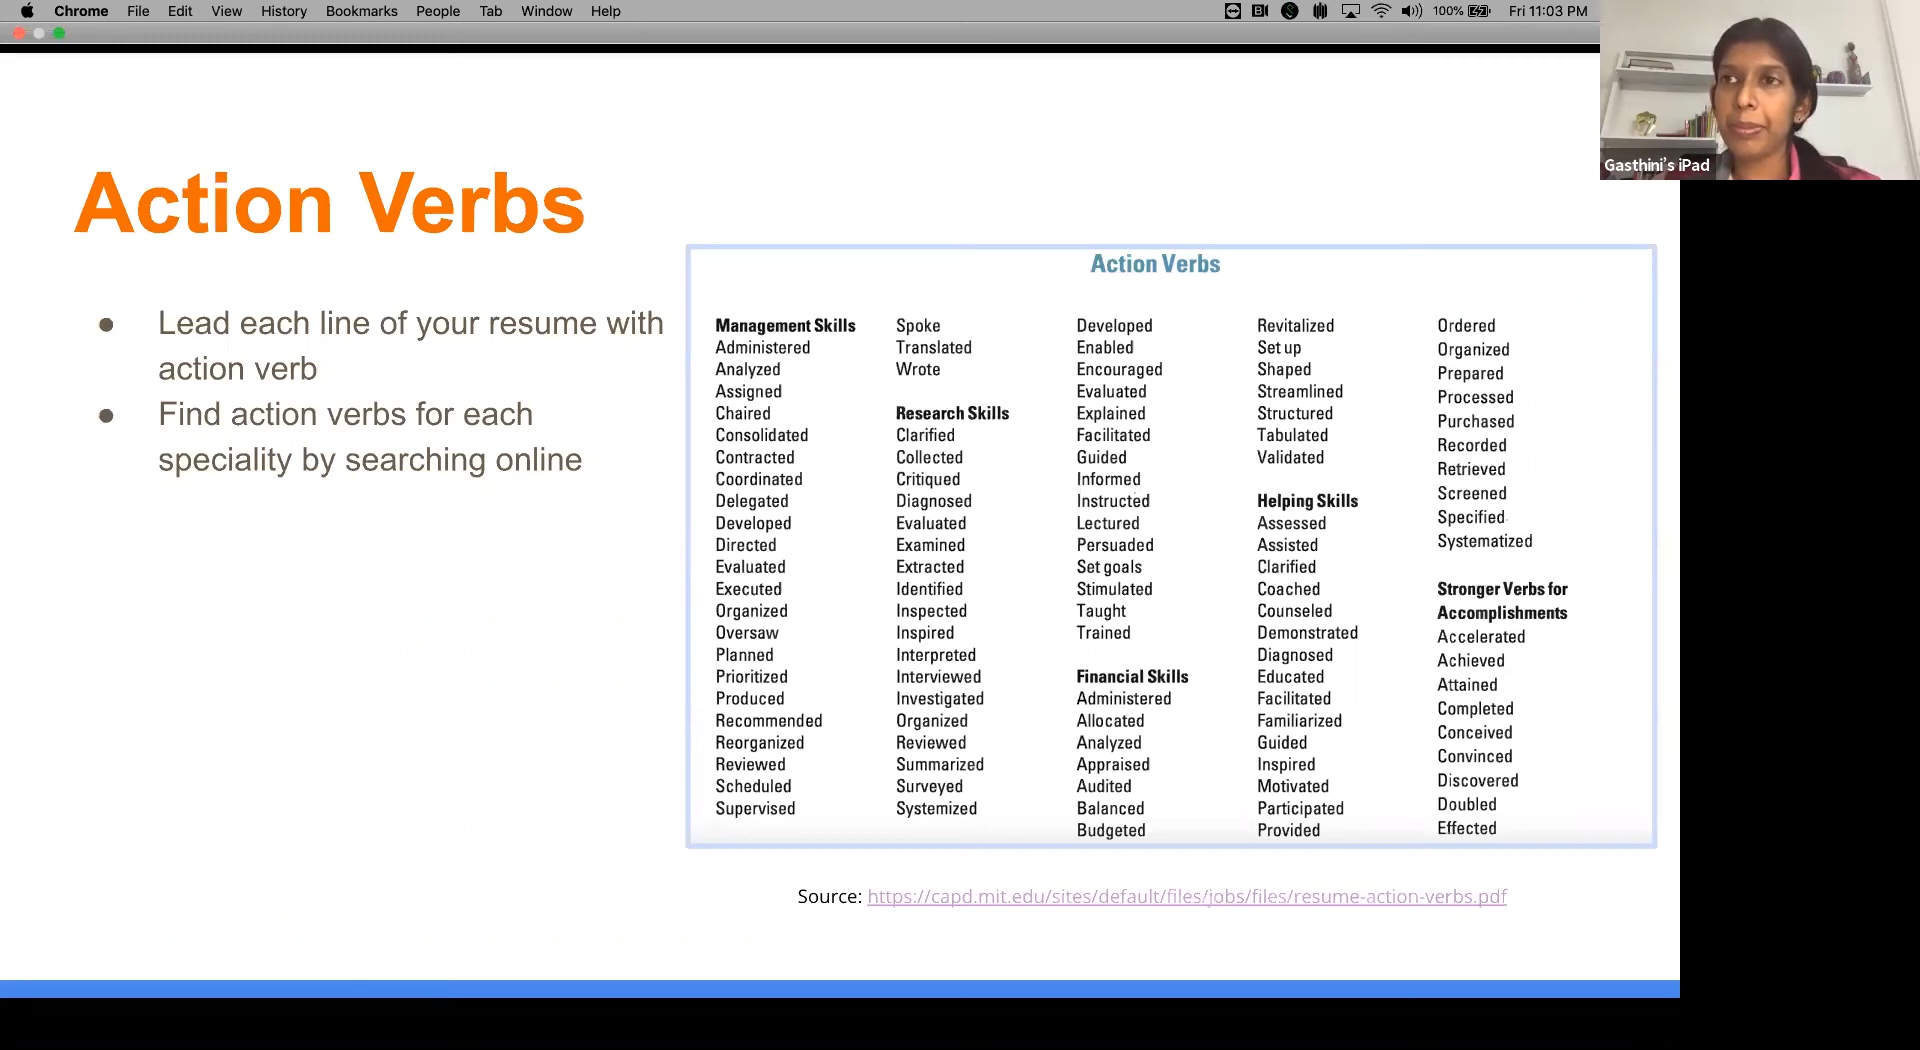 Chrome File Edit View History Bookmarks People Tab Window Help
100% Fri 11:03 PM
Gasthini's iPad
Action Verbs
Lead each line of your resume with
action verb
Find action verbs for each
speciality by searching online
Action Verbs
Management Skills
Administered
Analyzed
Assigned
Chaired
Consolidated
Contracted
Coordinated
Delegated
Developed
Directed
Evaluated
Executed
Organized
Oversaw
Planned
Prioritized
Produced
Recommended
Reorganized
Reviewed
Scheduled
Supervised
Spoke
Translated
Wrote
Research Skills
Clarified
Collected
Critiqued
Diagnosed
Evaluated
Examined
Extracted
Identified
Inspected
Inspired
Interpreted
Interviewed
Investigated
Organized
Reviewed
Summarized
Surveyed
Systemized
Developed
Enabled
Encouraged
Evaluated
Explained
Facilitated
Guided
Informed
Instructed
Lectured
Persuaded
Set goals
Stimulated
Taught
Trained
Financial Skills
Administered
Allocated
Analyzed
Appraised
Audited
Balanced
Budgeted
Revitalized
Set up
Shaped
Streamlined
Structured
Tabulated
Validated
Helping Skills
Assessed
Assisted
Clarified
Coached
Counseled
Demonstrated
Diagnosed
Educated
Facilitated
Familiarized
Guided
Inspired
Motivated
Participated
Provided
Ordered
Organized
Prepared
Processed
Purchased
Recorded
Retrieved
Screened
Specified
Systematized
Stronger Verbs for
Accomplishments
Accelerated
Achieved
Attained
Completed
Conceived
Convinced
Discovered
Doubled
Effected
Source: https://capd.mit.edu/sites/default/files/jobs/files/resume-action-verbs.pdf